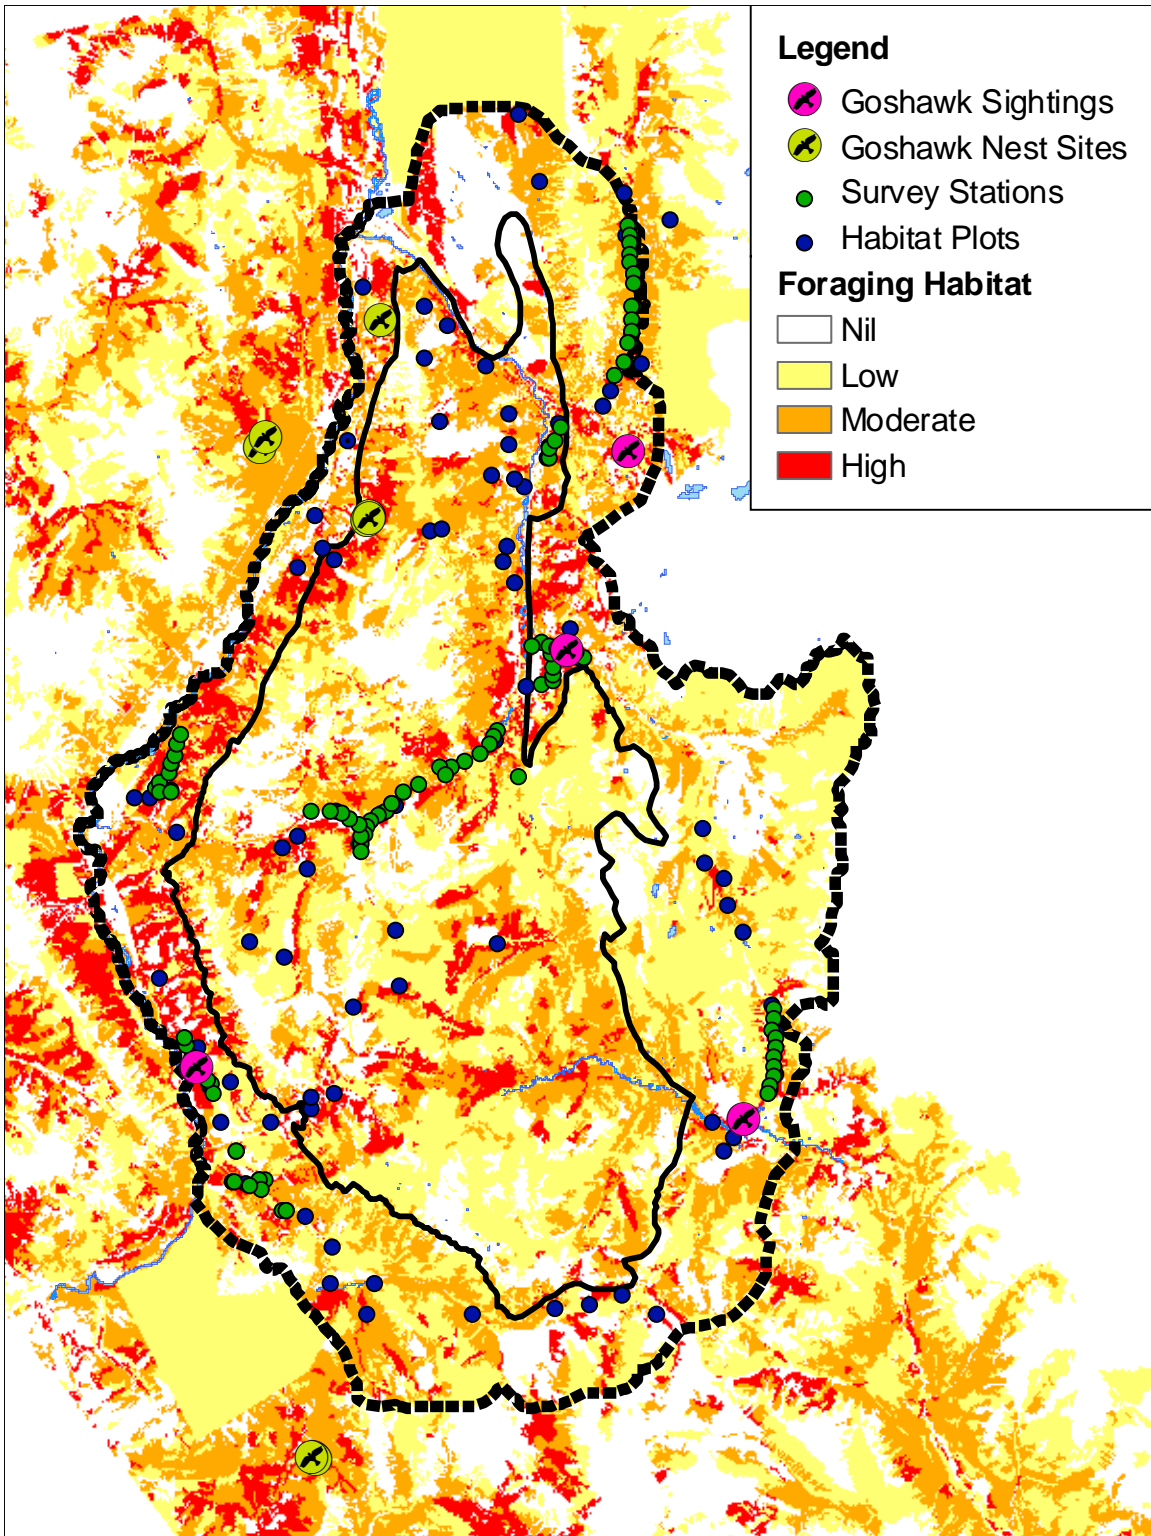 Legend
Goshawk Sightings
Goshawk Nest Sites
Survey Stations
Habitat Plots
Foraging Habitat
Nil
Low
Moderate
High